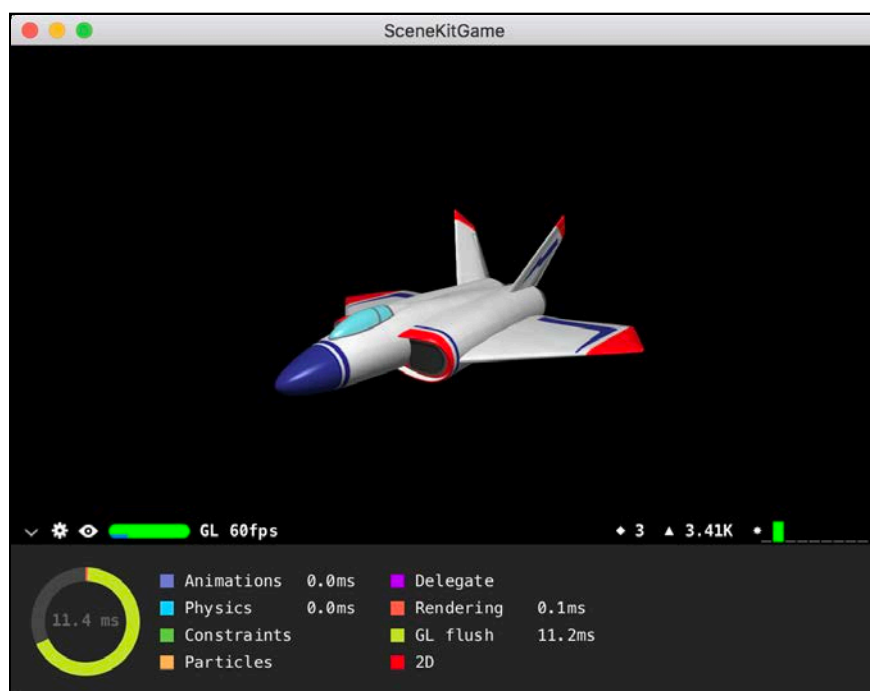 SceneKitGame
GL 60fps
3
3.41K
11.4 ms
Animations 0.0ms
Delegate
Physics 0.0ms
Rendering 0.1ms
Constraints
GL flush 11.2ms
Particles
2D